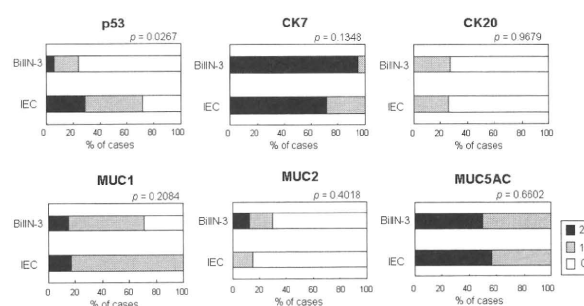 p53
p = 0.0267
BilIN-3
IEC
0 20 40 60 80 100
% of cases
CK7
p = 0.1348
BilIN-3
IEC
0 20 40 60 80 100
% of cases
CK20
p = 0.9679
BilIN-3
IEC
0 20 40 60 80 100
% of cases
MUC1
p = 0.2084
BilIN-3
IEC
0 20 40 60 80 100
% of cases
MUC2
p = 0.4018
BilIN-3
IEC
0 20 40 60 80 100
% of cases
MUC5AC
p = 0.6602
BilIN-3
IEC
0 20 40 60 80 100
% of cases
2
1
0